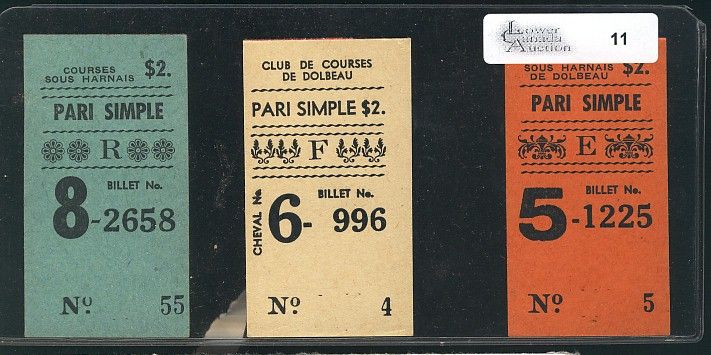 COURSES
SOUS HARNAIS $2.
PARI SIMPLE
R
BILLET No.
8-2658
No 55
CLUB DE COURSES
DE DOLBEAU
PARI SIMPLE $2.
F
CHEVAL No.
BILLET No.
6- 996
No 4
Lower
Canada
Auction
11
SOUS HARNAIS $2.
DE DOLBEAU
PARI SIMPLE
E
BILLET No.
5-1225
No 5